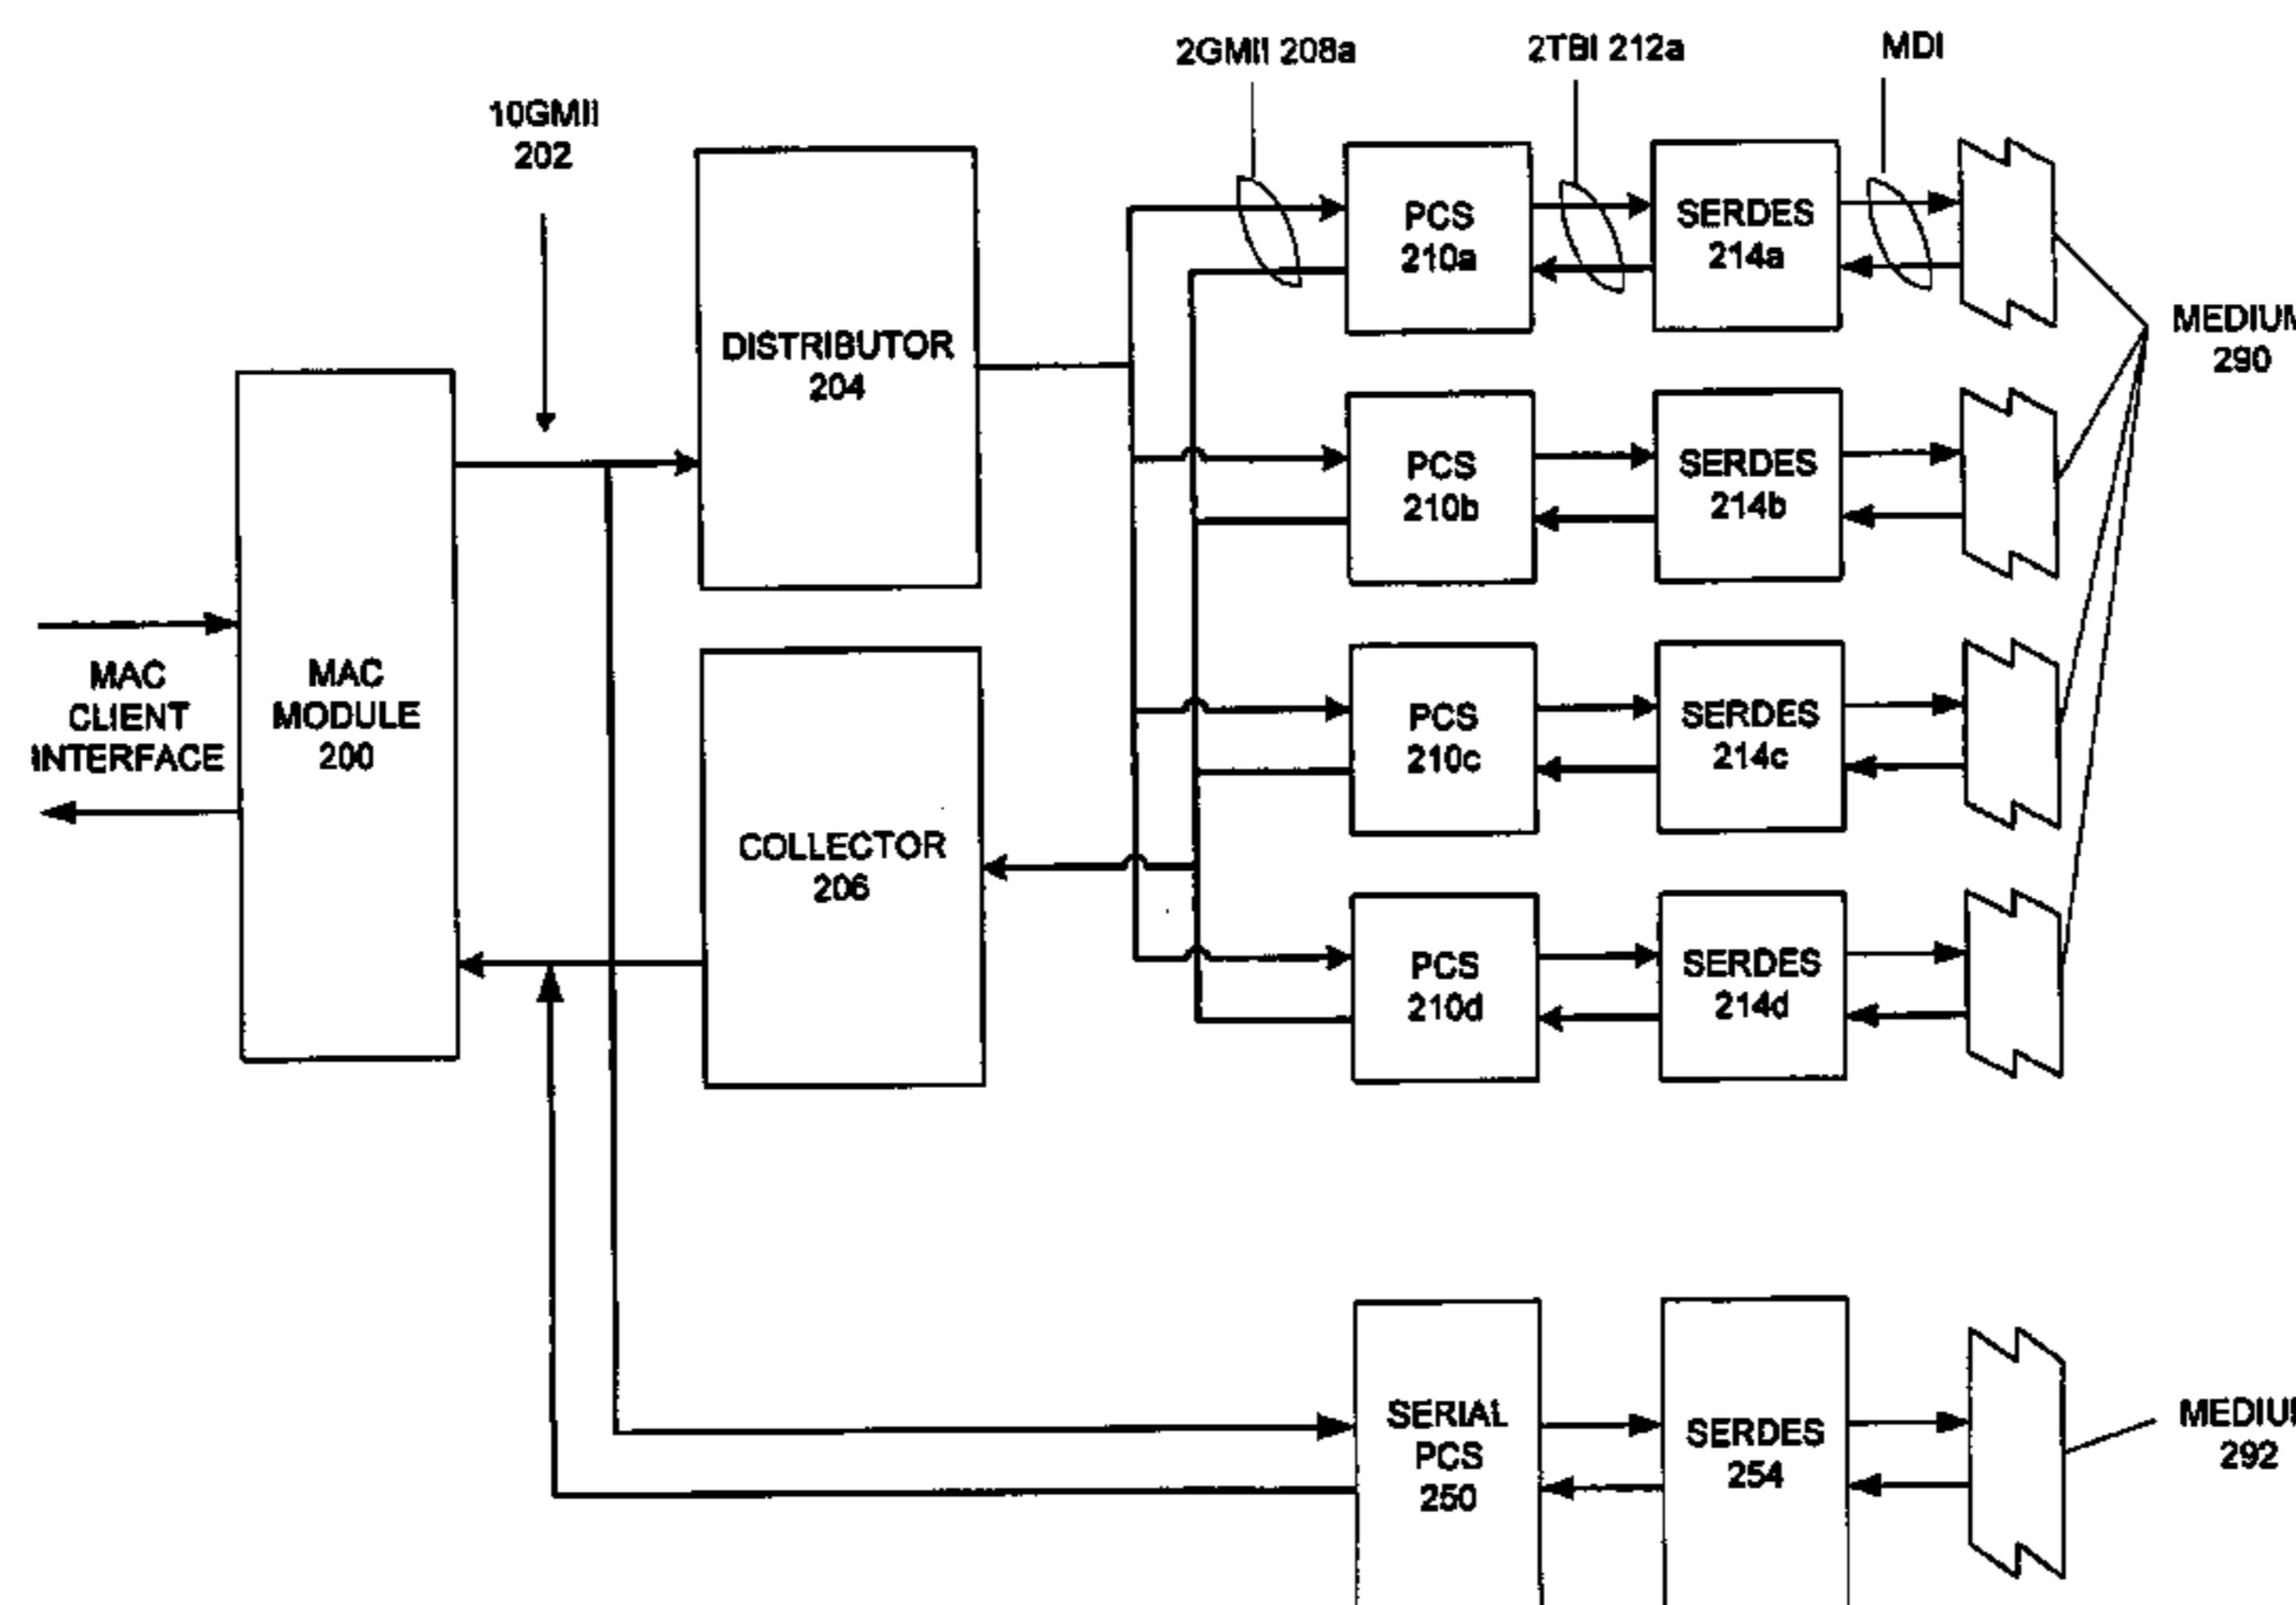 2GMII 208a
2TBI 212a
MDI
10GMII
202
DISTRIBUTOR
204
PCS
210a
SERDES
214a
MEDIUM
290
PCS
210b
SERDES
214b
MAC
CLIENT
INTERFACE
MAC
MODULE
200
PCS
210c
SERDES
214c
COLLECTOR
206
PCS
210d
SERDES
214d
SERIAL
PCS
250
SERDES
254
MEDIUM
292